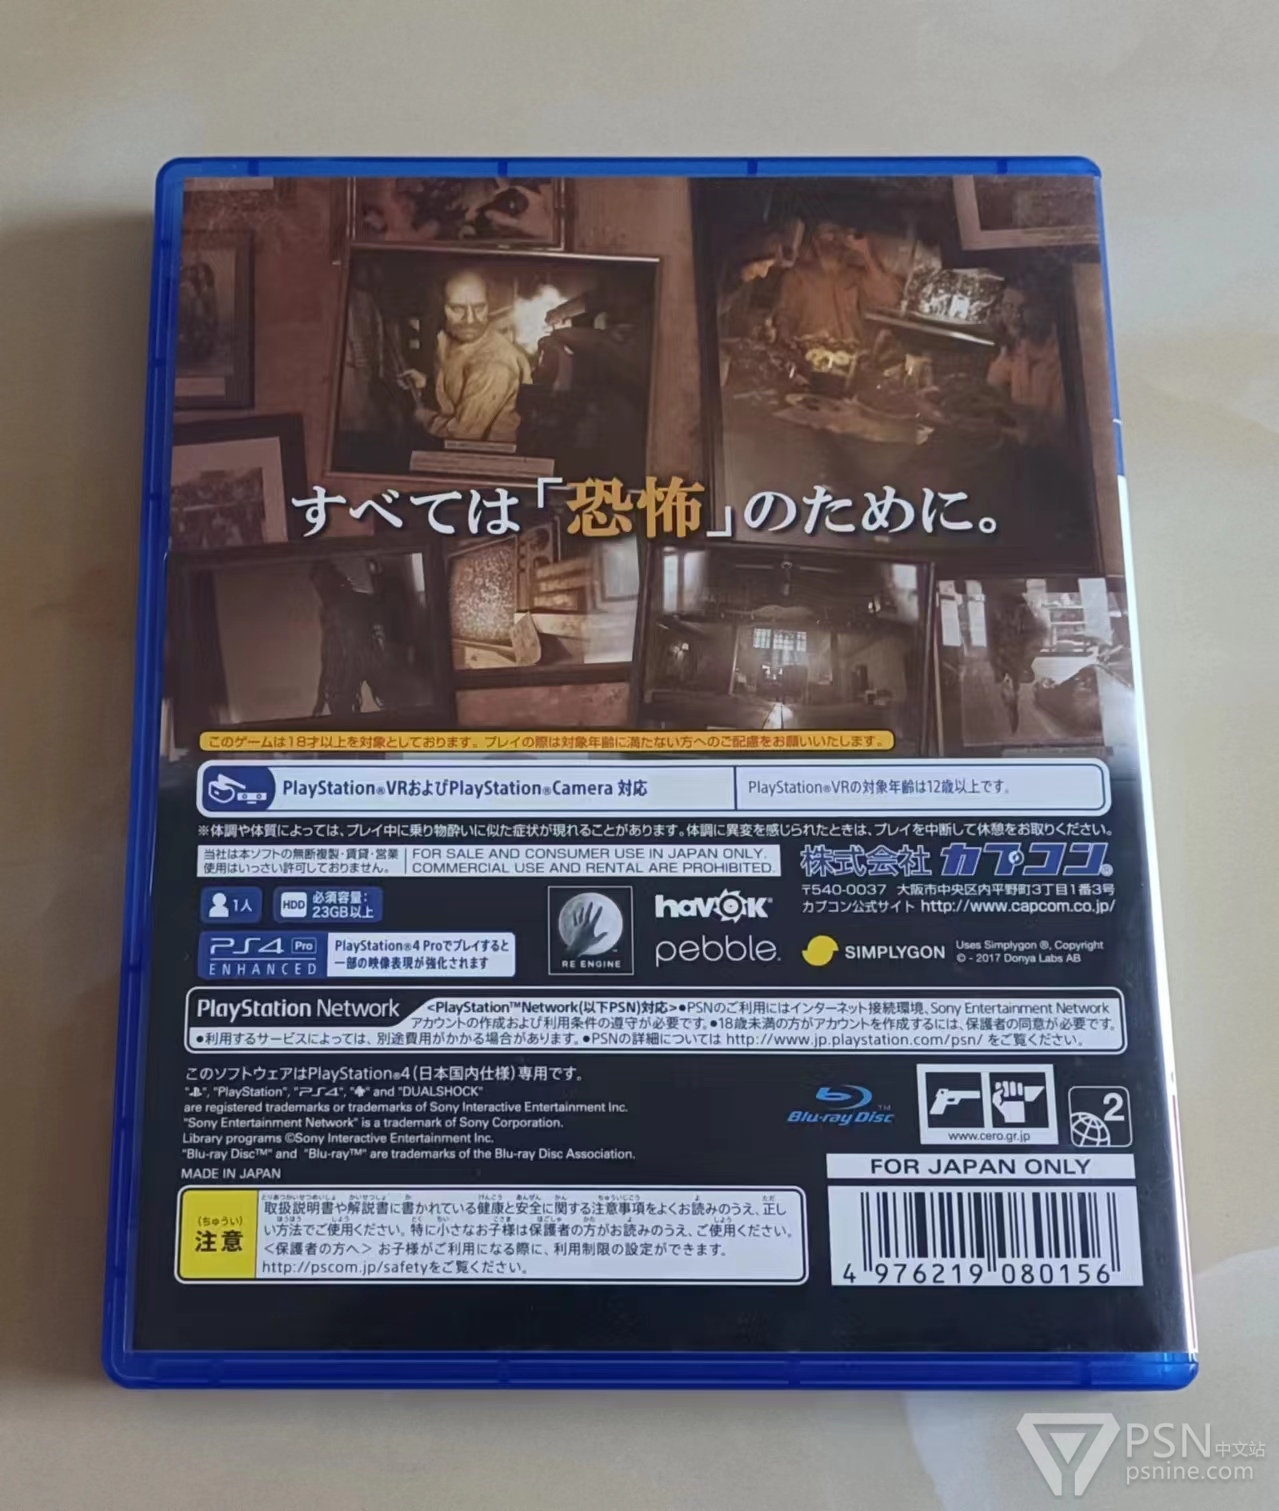 すべては「恐怖」のために。
このゲームは18才以上を対象としております。プレイの際は対象年齢に満たない方へのご配慮をお願いいたします。
PlayStation®VRおよびPlayStation®Camera 対応
PlayStation®VRの対象年齢は12歳以上です。
※体調や体質によっては、プレイ中に乗り物酔いに似た症状が現れることがあります。体調に異変を感じられたときは、プレイを中断して休憩をお取りください。
当社は本ソフトの無断複製・賃貸・営業
使用はいっさい許可しておりません。
FOR SALE AND CONSUMER USE IN JAPAN ONLY.
COMMERCIAL USE AND RENTAL ARE PROHIBITED.
株式会社 カプコン®
〒540-0037 大阪市中央区内平野町3丁目1番3号
カプコン公式サイト http://www.capcom.co.jp/
1人
HDD
必須容量:
23GB以上
PS4 Pro
ENHANCED
PlayStation®4 Proでプレイすると
一部の映像表現が強化されます
RE ENGINE
havok®
pebble.
SIMPLYGON
Uses Simplygon ®, Copyright
© - 2017 Donya Labs AB
PlayStation Network
<PlayStation™Network(以下PSN)対応>●PSNのご利用にはインターネット接続環境、Sony Entertainment Network
アカウントの作成および利用条件の遵守が必要です。●18歳未満の方がアカウントを作成するには、保護者の同意が必要です。
●利用するサービスによっては、別途費用がかかる場合があります。●PSNの詳細については http://www.jp.playstation.com/psn/ をご覧ください。
このソフトウェアはPlayStation®4(日本国内仕様)専用です。
" ", "PlayStation", "PS4", " " and "DUALSHOCK"
are registered trademarks or trademarks of Sony Interactive Entertainment Inc.
"Sony Entertainment Network" is a trademark of Sony Corporation.
Library programs ©Sony Interactive Entertainment Inc.
"Blu-ray Disc™" and "Blu-ray™" are trademarks of the Blu-ray Disc Association.
MADE IN JAPAN
Blu-ray Disc™
www.cero.gr.jp
2
FOR JAPAN ONLY
(ちゅうい)
注意
取扱説明書や解説書に書かれている健康と安全に関する注意事項をよくお読みのうえ、正し
い方法でご使用ください。特に小さなお子様は保護者の方がお読みのうえ、ご使用ください。
<保護者の方へ> お子様がご利用になる際に、利用制限の設定ができます。
http://pscom.jp/safetyをご覧ください。
4 976219 080156
PSN中文站
psnine.com